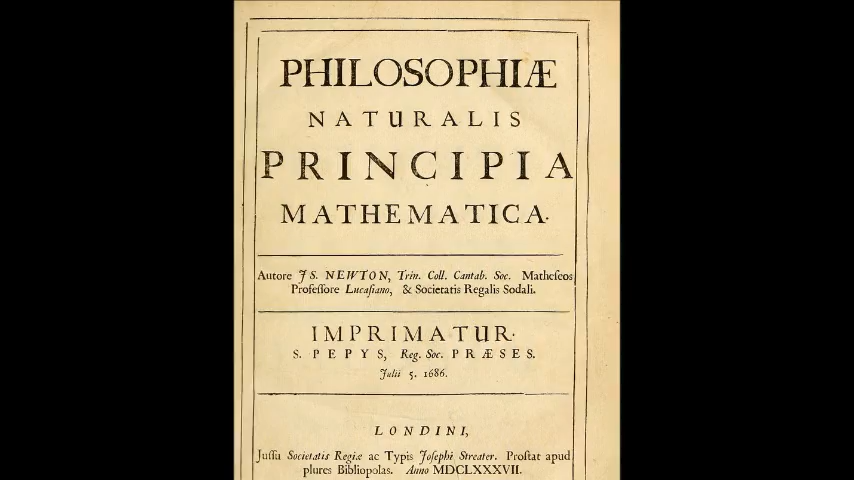 PHILOSOPHIÆ
NATURALIS
PRINCIPIA
MATHEMATICA.
Autore JS. NEWTON, Trin. Coll. Cantab. Soc. Matheseos
Professore Lucasiano, & Societatis Regalis Sodali.
IMPRIMATUR.
S. PEPYS, Reg. Soc. PRÆSES.
Julii 5. 1686.
LONDINI,
Jussu Societatis Regiæ ac Typis Josephi Streater. Prostat apud
plures Bibliopolas. Anno MDCLXXXVII.